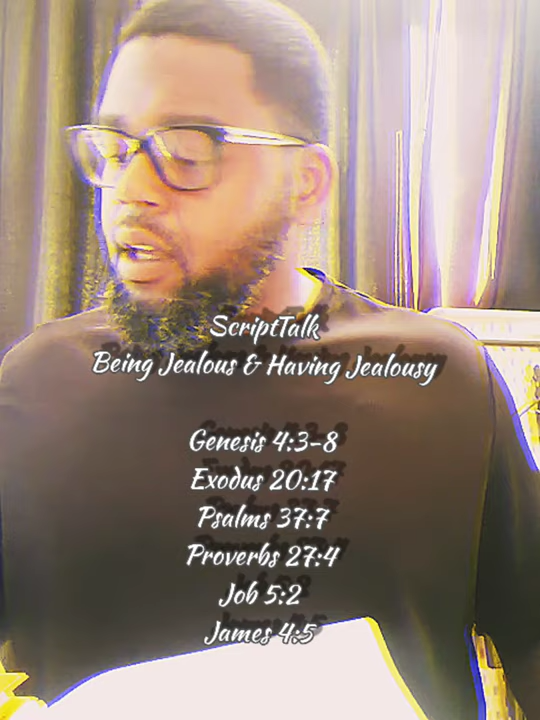 ScriptTalk
Being Jealous & Having Jealousy
Genesis 4:3-8
Exodus 20:17
Psalms 37:7
Proverbs 27:4
Job 5:2
James 4:5